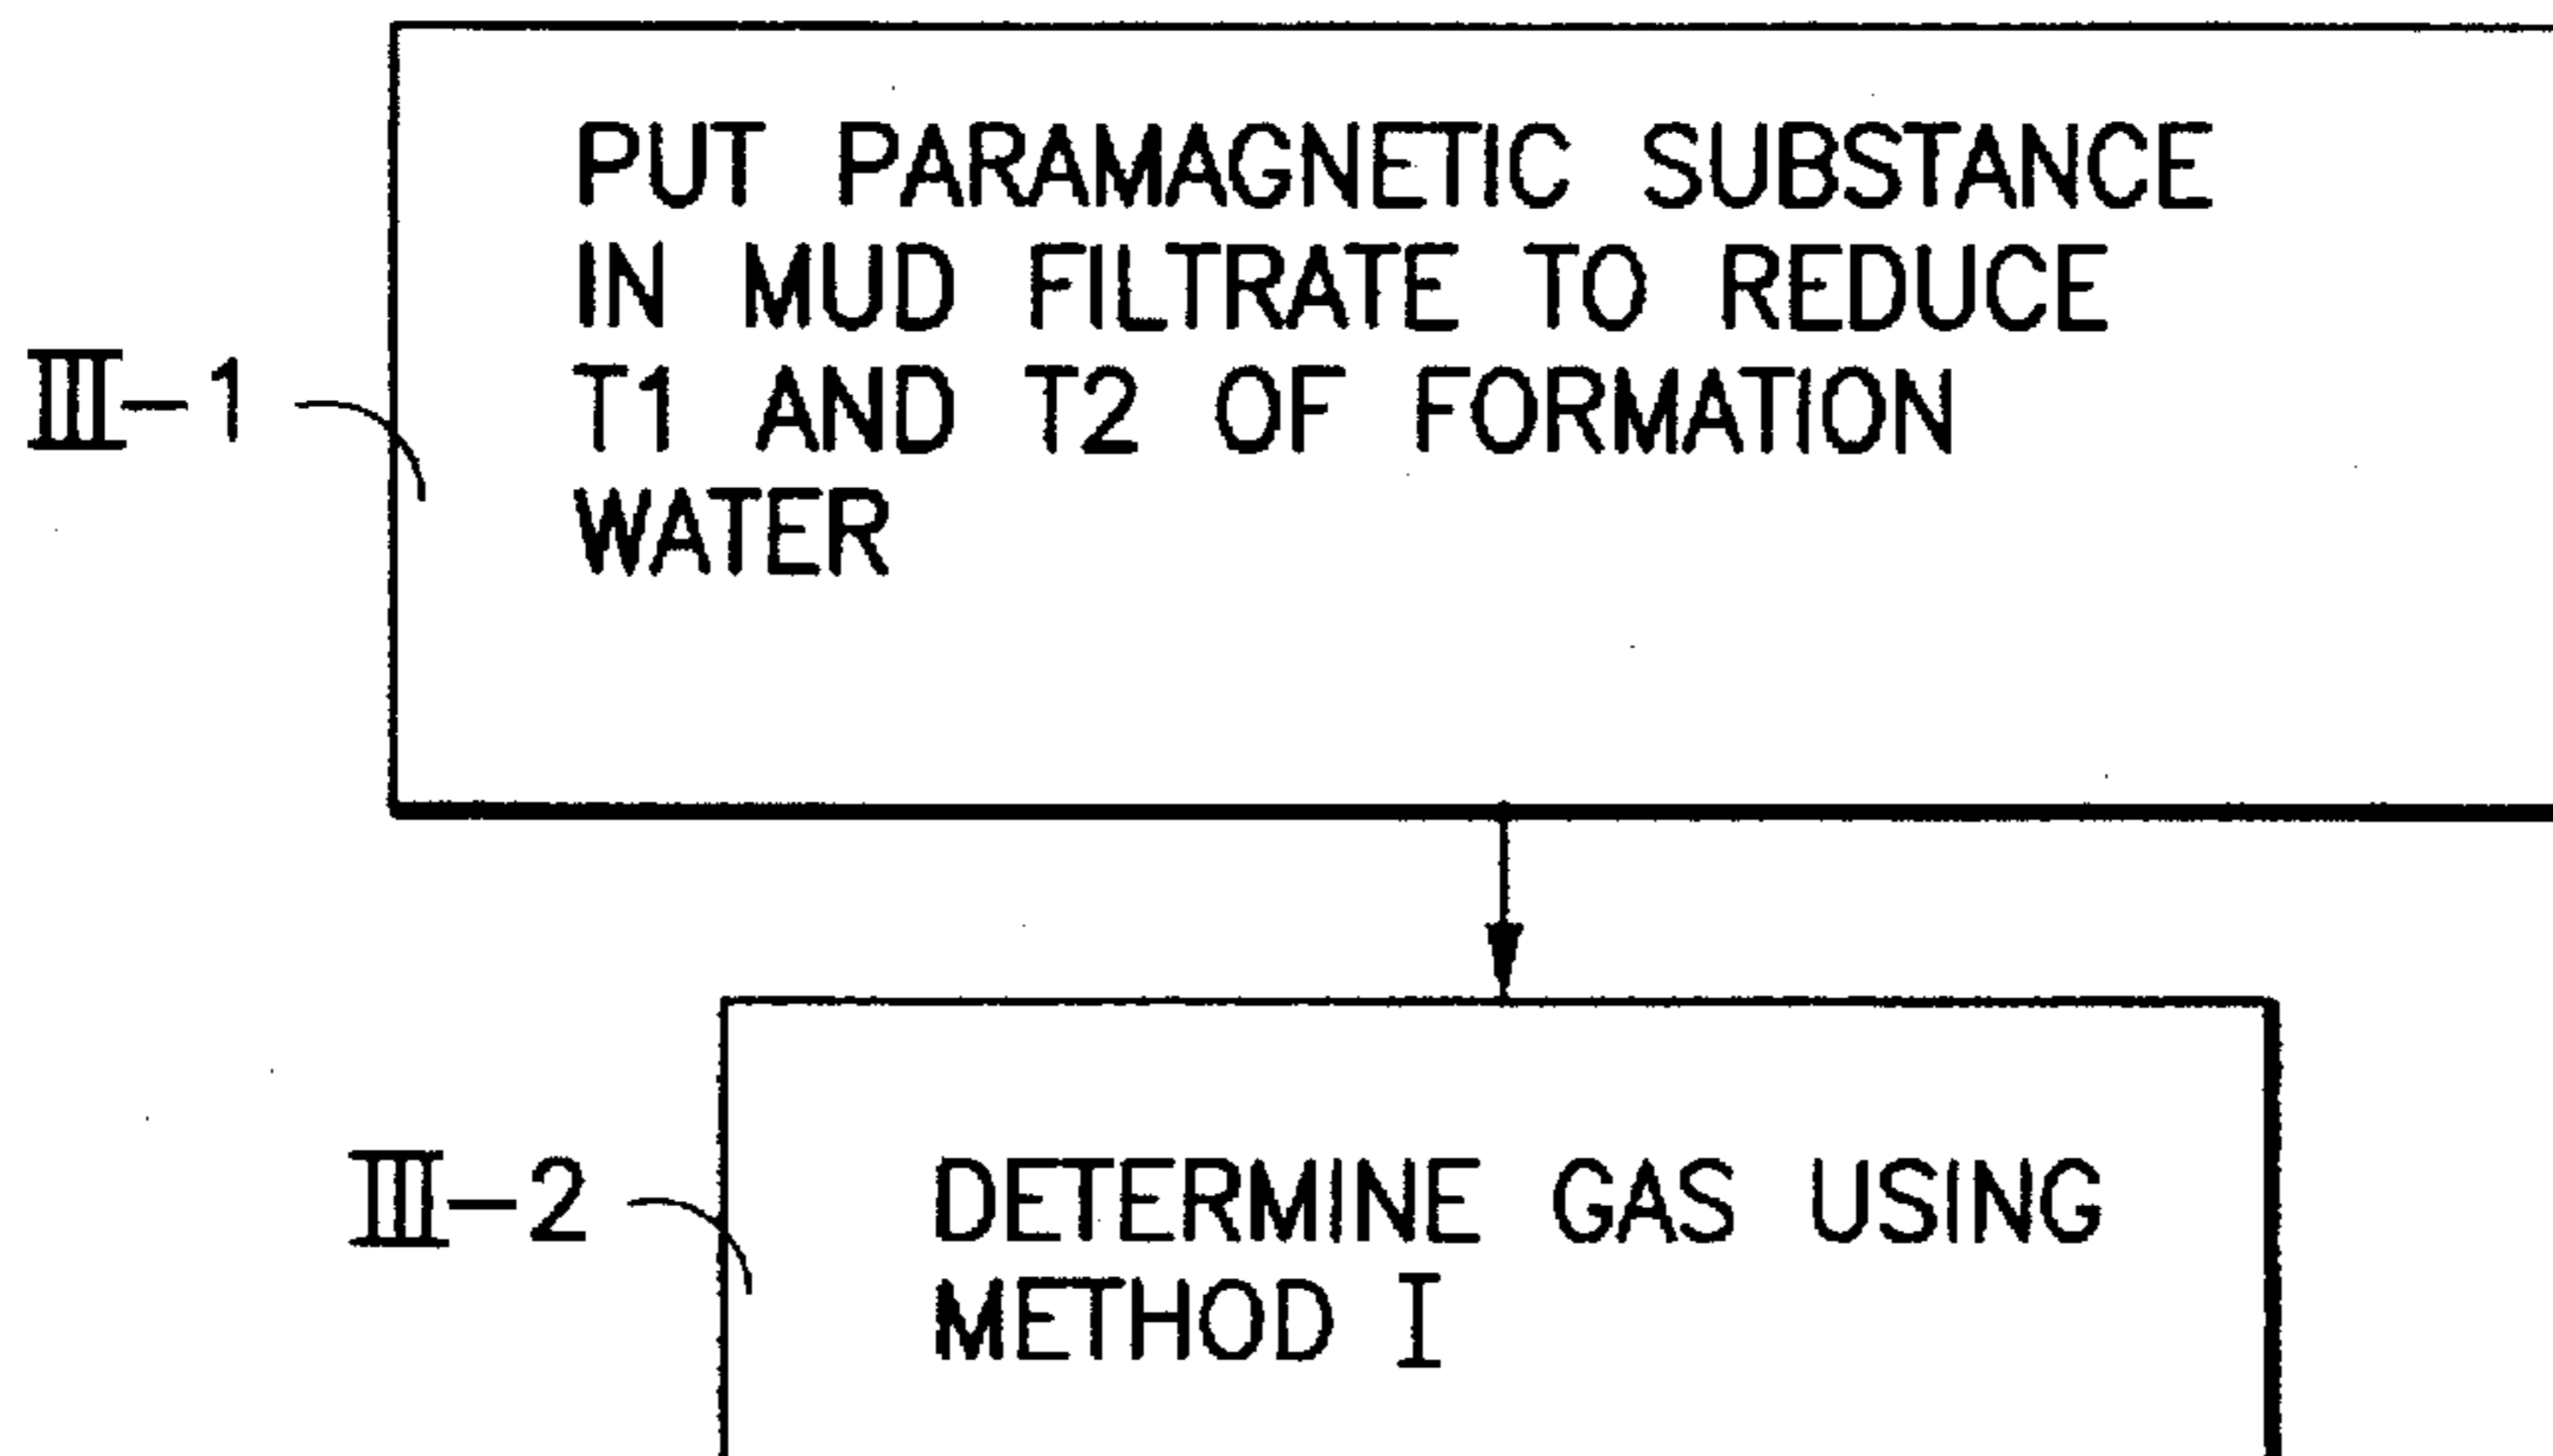 PUT PARAMAGNETIC SUBSTANCE
IN MUD FILTRATE TO REDUCE
III-1
T1 AND T2 OF FORMATION
WATER
III-2
DETERMINE GAS USING
METHOD I